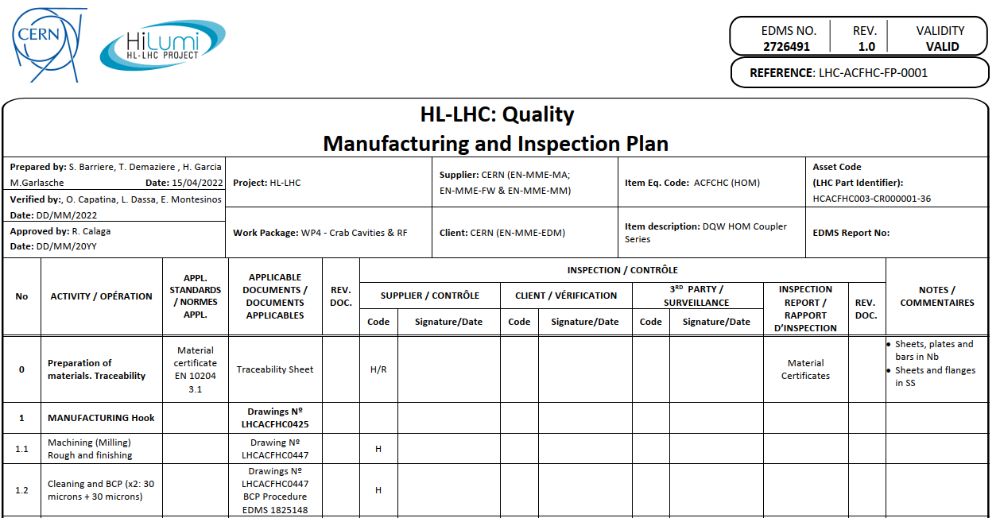 CERN
HiLumi
HL-LHC PROJECT
EDMS NO. REV. VALIDITY
2726491 1.0 VALID
REFERENCE: LHC-ACFHC-FP-0001
HL-LHC: Quality
Manufacturing and Inspection Plan
Prepared by: S. Barriere, T. Demaziere , H. Garcia
M.Garlasche Date: 15/04/2022
Verified by:, O. Capatina, L. Dassa, E. Montesinos
Date: DD/MM/2022
Approved by: R. Calaga
Date: DD/MM/20YY
Project: HL-LHC
Supplier: CERN (EN-MME-MA;
EN-MME-FW & EN-MME-MM)
Item Eq. Code: ACFCHC (HOM)
Asset Code
(LHC Part Identifier):
HCACFHC003-CR000001-36
Work Package: WP4 - Crab Cavities & RF
Client: CERN (EN-MME-EDM)
Item description: DQW HOM Coupler
Series
EDMS Report No:
No
ACTIVITY / OPÉRATION
APPL.
STANDARDS
/ NORMES
APPL.
APPLICABLE
DOCUMENTS /
DOCUMENTS
APPLICABLES
REV.
DOC.
INSPECTION / CONTRÔLE
SUPPLIER / CONTRÔLE
CLIENT / VÉRIFICATION
3RD PARTY /
SURVEILLANCE
INSPECTION
REPORT /
RAPPORT
D'INSPECTION
REV.
DOC.
NOTES /
COMMENTAIRES
Code Signature/Date Code Signature/Date Code Signature/Date
0
Preparation of
materials. Traceability
Material
certificate
EN 10204
3.1
Traceability Sheet
H/R
Material
Certificates
• Sheets, plates and
bars in Nb
• Sheets and flanges
in SS
1
MANUFACTURING Hook
Drawings Nº
LHCACFHC0425
1.1
Machining (Milling)
Rough and finishing
Drawing Nº
LHCACFHC0447
H
1.2
Cleaning and BCP (x2: 30
microns + 30 microns)
Drawings Nº
LHCACFHC0447
BCP Procedure
EDMS 1825148
H